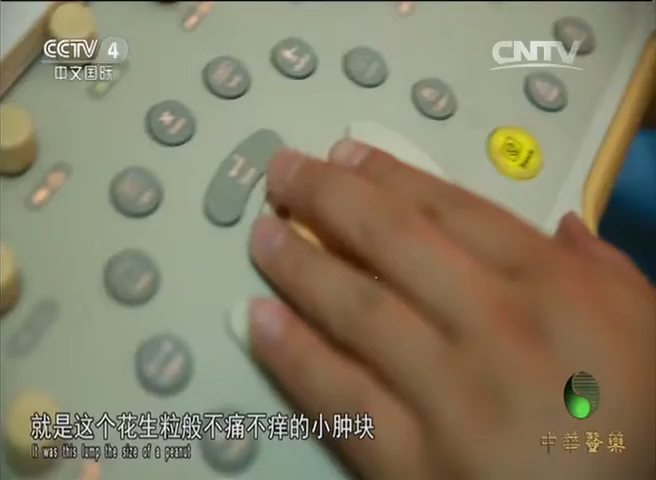 CCTV 4
中文国际
CNTV
就是这个花生粒般不痛不痒的小肿块
It was this lump the size of a peanut
中華醫藥